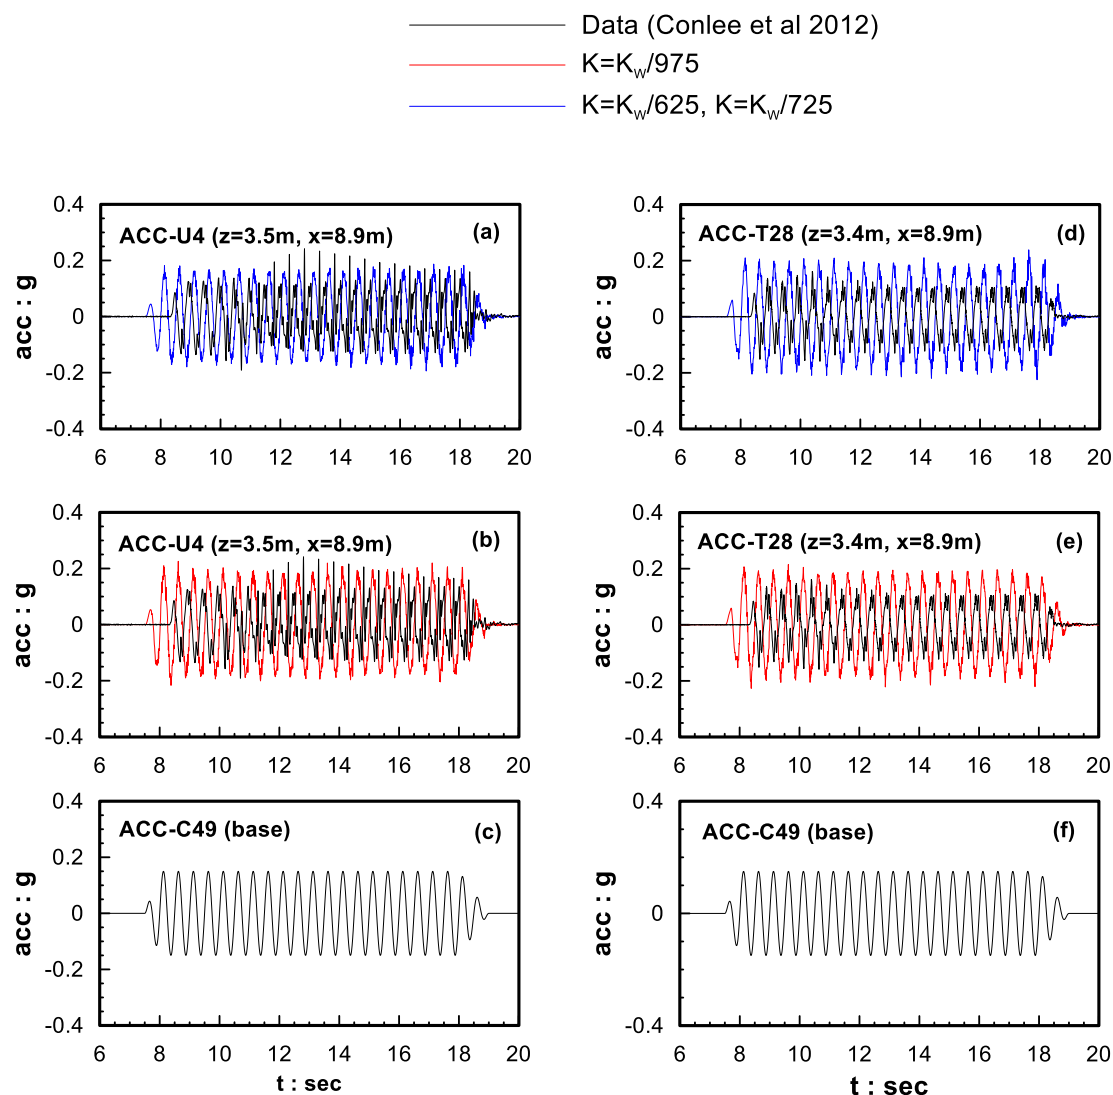 Data (Conlee et al 2012)
K=Kw/975
K=Kw/625, K=Kw/725
0.4
0.2
0
-0.2
-0.4
acc : g
ACC-U4 (z=3.5m, x=8.9m)
(a)
6 8 10 12 14 16 18 20
0.4
0.2
0
-0.2
-0.4
acc : g
ACC-T28 (z=3.4m, x=8.9m)
(d)
6 8 10 12 14 16 18 20
0.4
0.2
0
-0.2
-0.4
acc : g
ACC-U4 (z=3.5m, x=8.9m)
(b)
6 8 10 12 14 16 18 20
0.4
0.2
0
-0.2
-0.4
acc : g
ACC-T28 (z=3.4m, x=8.9m)
(e)
6 8 10 12 14 16 18 20
0.4
0.2
0
-0.2
-0.4
acc : g
ACC-C49 (base)
(c)
6 8 10 12 14 16 18 20
t : sec
0.4
0.2
0
-0.2
-0.4
acc : g
ACC-C49 (base)
(f)
6 8 10 12 14 16 18 20
t : sec